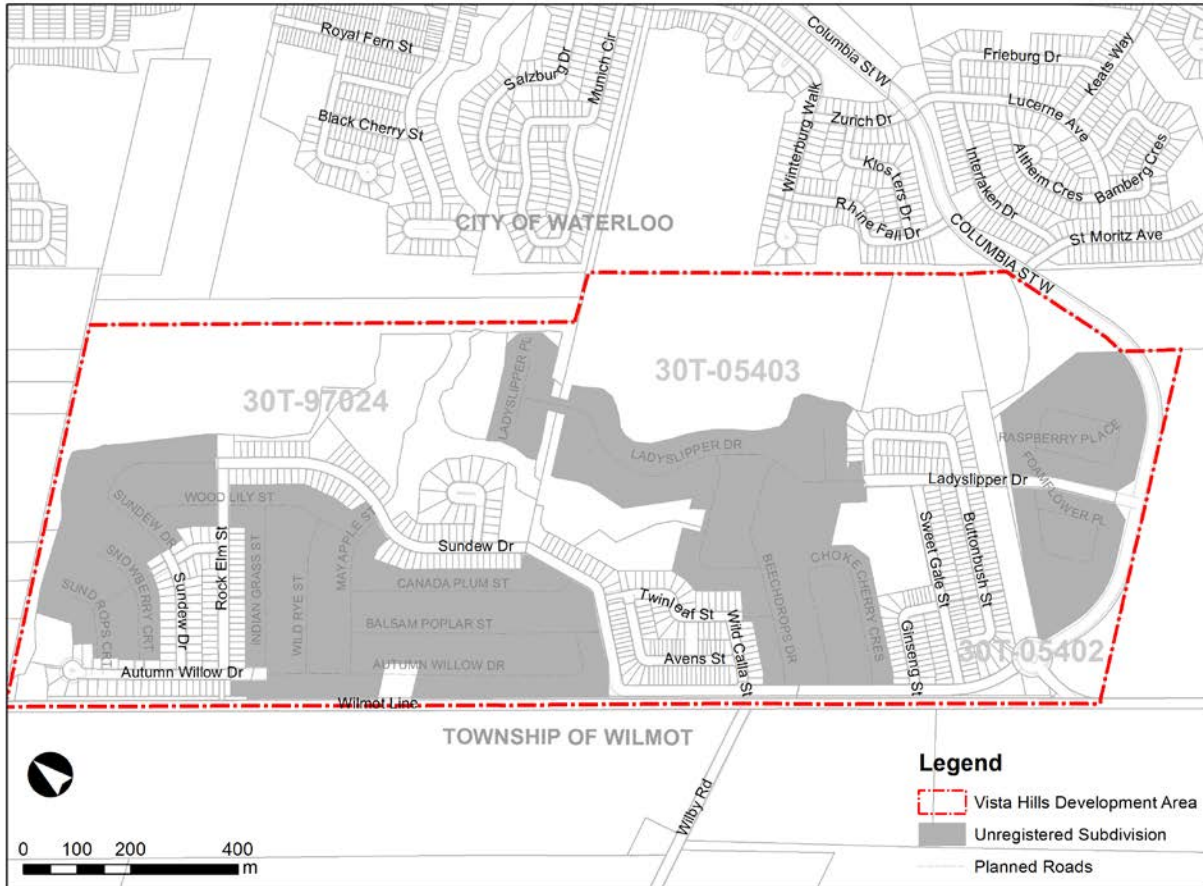 Royal Fern St
Salzburg Dr
Munich Cir
Columbia St W
Frieburg Dr
Keats Way
Black Cherry St
Winterburg Walk
Zurich Dr
Lucerne Ave
Klosters Dr
Interlaken Dr
Altheim Cres
Bamberg Cres
Rhine Fall Dr
St Moritz Ave
CITY OF WATERLOO
COLUMBIA ST W
30T-97024
30T-05403
LADYSLIPPER PL
LADYSLIPPER DR
RASPBERRY PLACE
FOAMFLOWER PL
Ladyslipper Dr
WOOD LILY ST
SUNDEW DR
SNOWBERRY CRT
SUNDROPS CRT
Sundew Dr
Rock Elm St
INDIAN GRASS ST
WILD RYE ST
MAYAPPLE ST
Sundew Dr
CANADA PLUM ST
BALSAM POPLAR ST
AUTUMN WILLOW DR
Autumn Willow Dr
Twinleaf St
Avens St
Wild Calla St
BEECHDROPS DR
CHOKE CHERRY CRES
Sweet Gale St
Buttonbush St
Ginseng St
30T-05402
Wilmot Line
TOWNSHIP OF WILMOT
Wilby Rd
Legend
Vista Hills Development Area
Unregistered Subdivision
Planned Roads
0 100 200 400
m